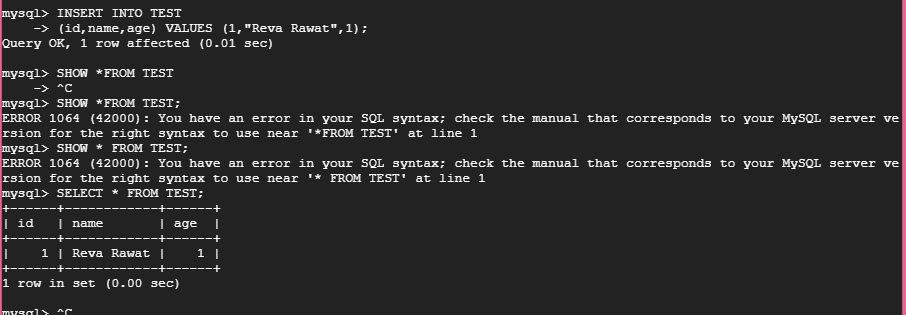 mysql> INSERT INTO TEST
    -> (id,name,age) VALUES (1,"Reva Rawat",1);
Query OK, 1 row affected (0.01 sec)
mysql> SHOW *FROM TEST
    -> ^C
mysql> SHOW *FROM TEST;
ERROR 1064 (42000): You have an error in your SQL syntax; check the manual that corresponds to your MySQL server ve
rsion for the right syntax to use near '*FROM TEST' at line 1
mysql> SHOW * FROM TEST;
ERROR 1064 (42000): You have an error in your SQL syntax; check the manual that corresponds to your MySQL server ve
rsion for the right syntax to use near '* FROM TEST' at line 1
mysql> SELECT * FROM TEST;
+------+------------+------+
| id   | name       | age  |
+------+------------+------+
|    1 | Reva Rawat |    1 |
+------+------------+------+
1 row in set (0.00 sec)
mysql> ^C